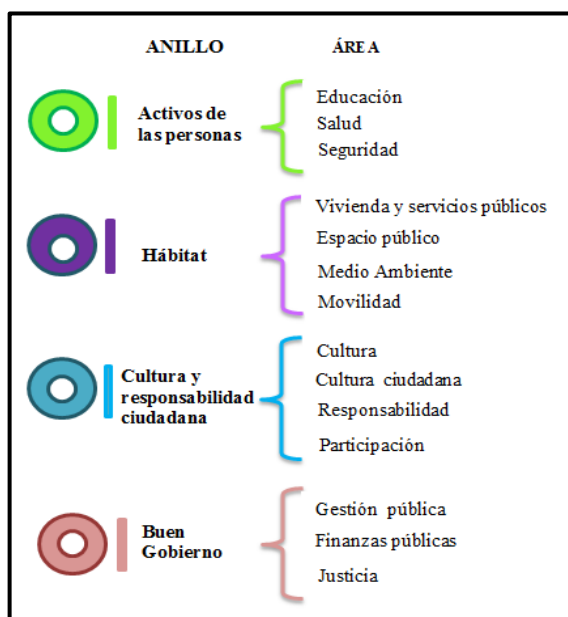 ANILLO
ÁREA
Activos de
las personas
Educación
Salud
Seguridad
Hábitat
Vivienda y servicios públicos
Espacio público
Medio Ambiente
Movilidad
Cultura y
responsabilidad
ciudadana
Cultura
Cultura ciudadana
Responsabilidad
Participación
Buen
Gobierno
Gestión pública
Finanzas públicas
Justicia